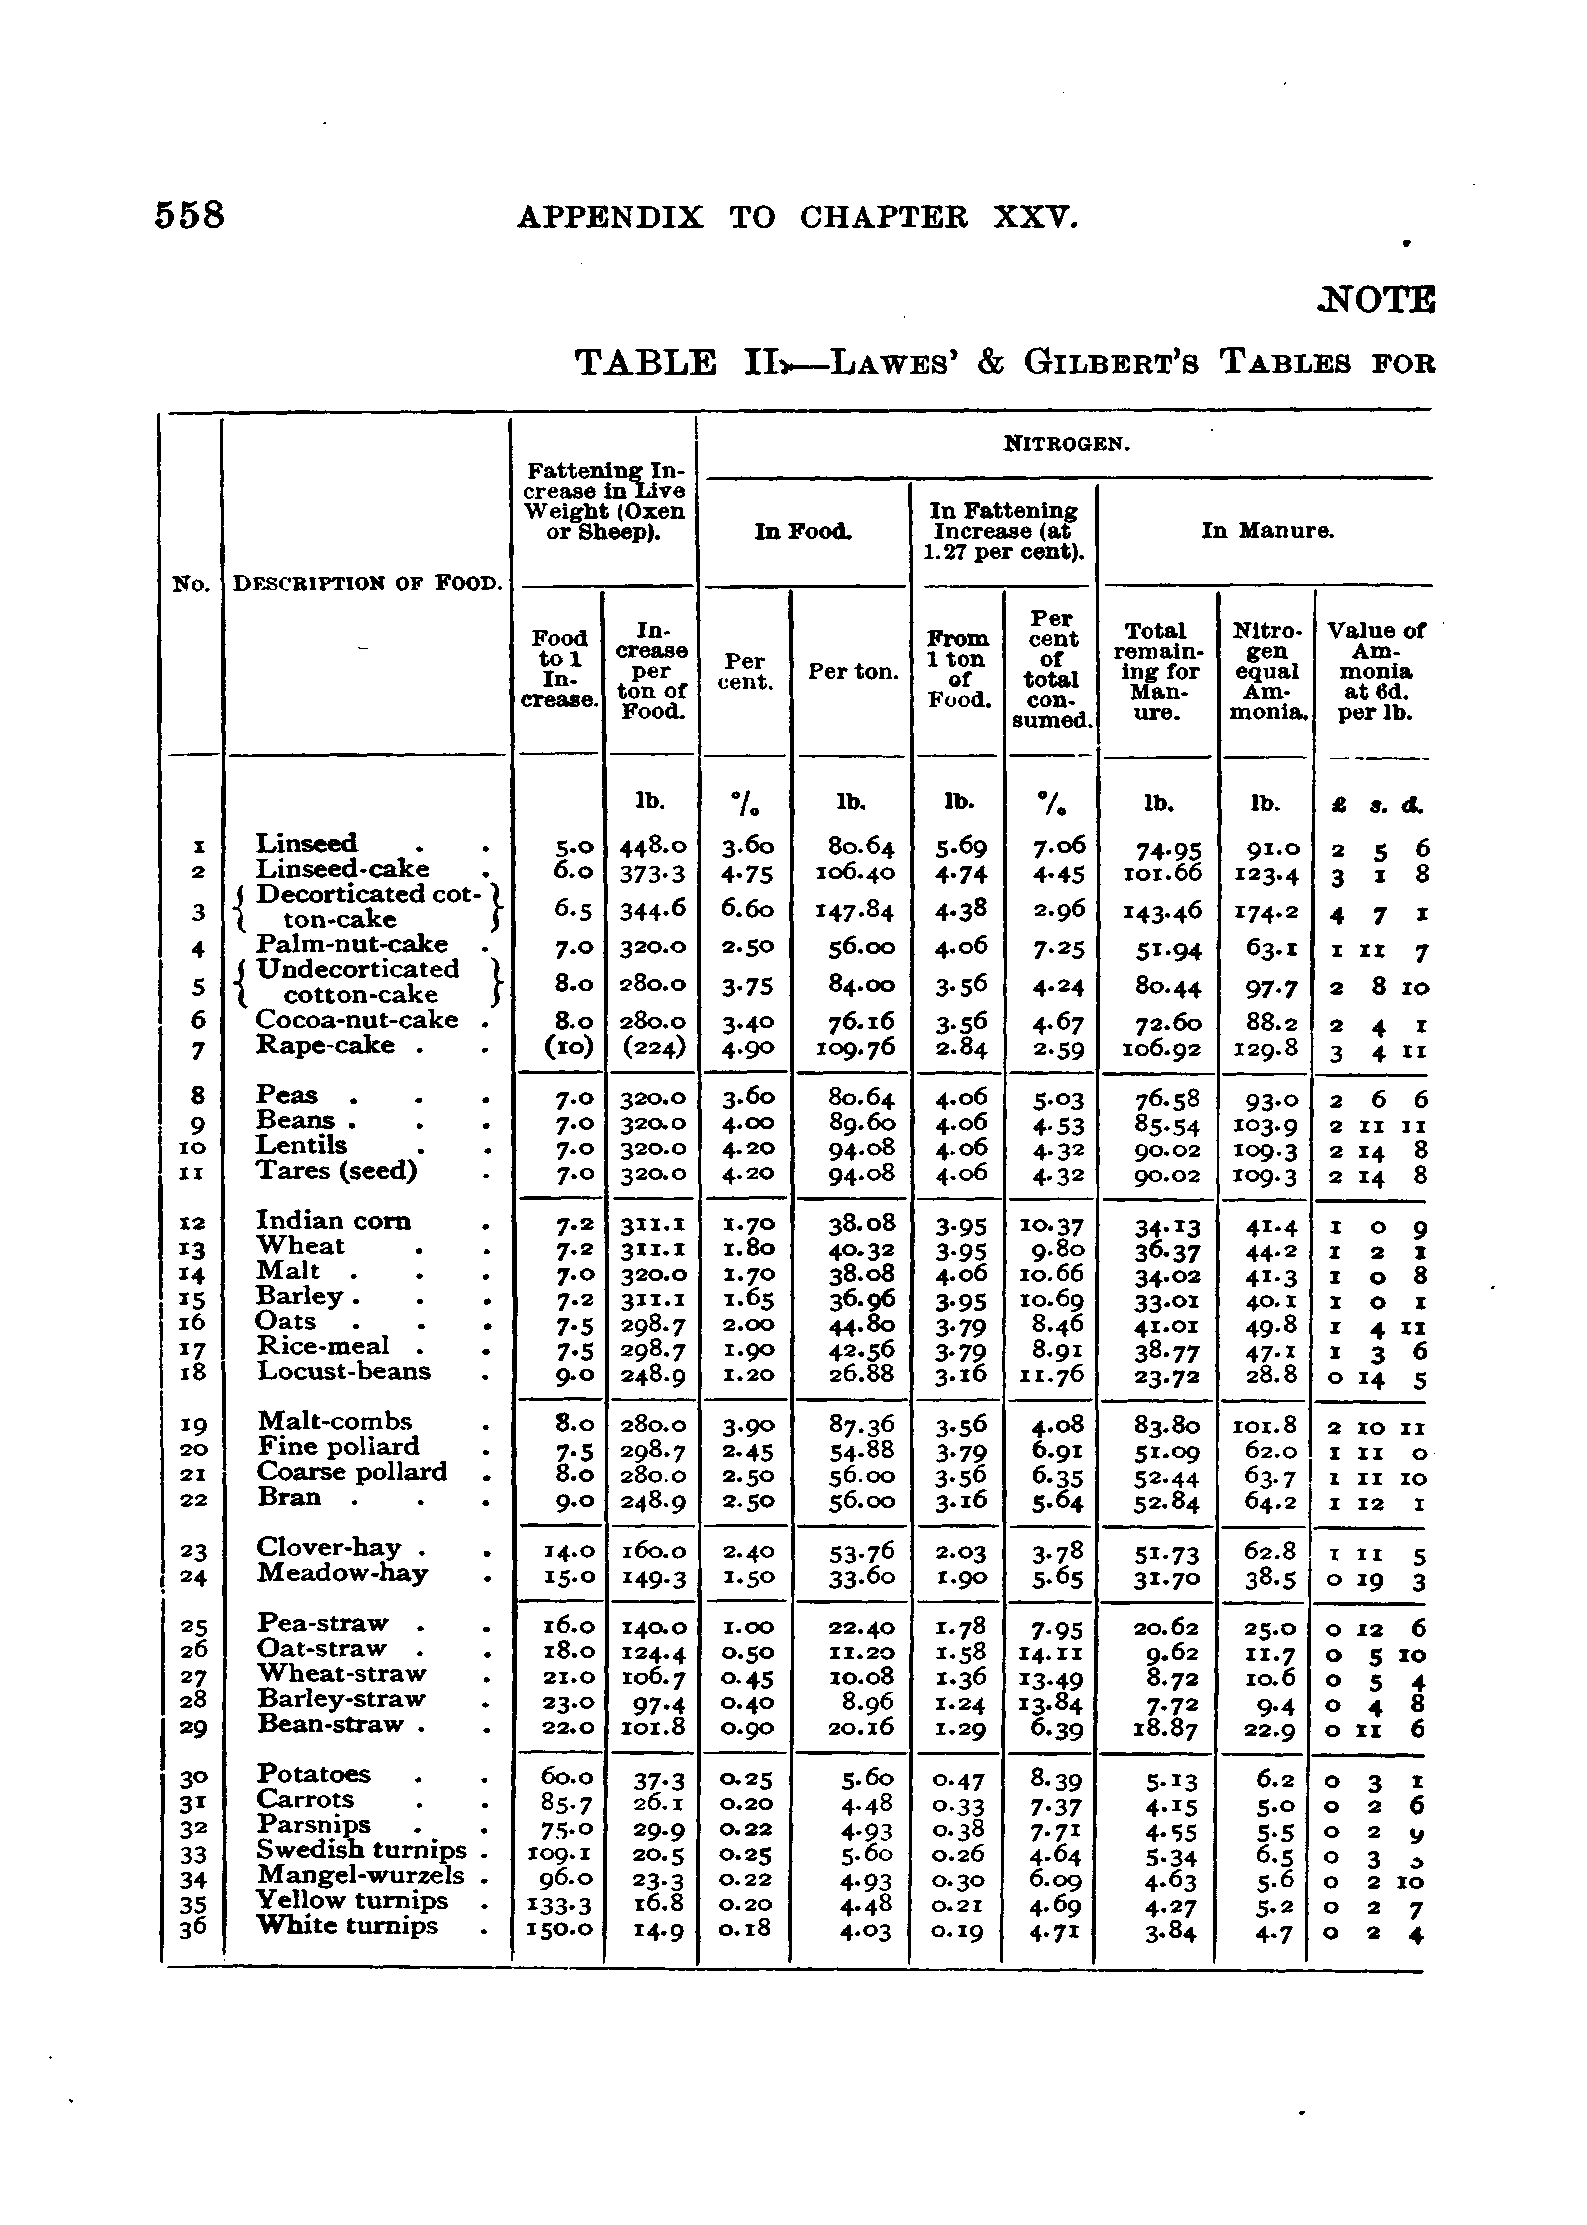 558 APPENDIX TO CHAPTER XXV.
NOTE
TABLE II.—LAWES' & GILBERT'S TABLES FOR
NITROGEN.
Fattening In-
crease in Live
Weight (Oxen
or Sheep).
In Food.
In Fattening
Increase (at
1.27 per cent).
In Manure.
No. DESCRIPTION OF FOOD.
Food
to 1
In-
crease.
In-
crease
per
ton of
Food.
Per
cent.
Per ton.
From
1 ton
of
Food.
Per
cent
of
total
con-
sumed.
Total
remain-
ing for
Man-
ure.
Nitro-
gen
equal
Am-
monia.
Value of
Am-
monia
at 6d.
per lb.
lb. % lb. lb. % lb. lb. £ s. d.
1 Linseed . . 5.0 448.0 3.60 80.64 5.69 7.06 74.95 91.0 2 5 6
2 Linseed-cake . 6.0 373.3 4.75 106.40 4.74 4.45 101.66 123.4 3 1 8
3 { Decorticated cot- }
ton-cake 6.5 344.6 6.60 147.84 4.38 2.96 143.46 174.2 4 7 1
4 Palm-nut-cake . 7.0 320.0 2.50 56.00 4.06 7.25 51.94 63.1 1 11 7
5 { Undecorticated }
cotton-cake 8.0 280.0 3.75 84.00 3.56 4.24 80.44 97.7 2 8 10
6 Cocoa-nut-cake . 8.0 280.0 3.40 76.16 3.56 4.67 72.60 88.2 2 4 1
7 Rape-cake . . (10) (224) 4.90 109.76 2.84 2.59 106.92 129.8 3 4 11
8 Peas . . . 7.0 320.0 3.60 80.64 4.06 5.03 76.58 93.0 2 6 6
9 Beans . . . 7.0 320.0 4.00 89.60 4.06 4.53 85.54 103.9 2 11 11
10 Lentils . . 7.0 320.0 4.20 94.08 4.06 4.32 90.02 109.3 2 14 8
11 Tares (seed) . 7.0 320.0 4.20 94.08 4.06 4.32 90.02 109.3 2 14 8
12 Indian corn . 7.2 311.1 1.70 38.08 3.95 10.37 34.13 41.4 1 0 9
13 Wheat . . 7.2 311.1 1.80 40.32 3.95 9.80 36.37 44.2 1 2 1
14 Malt . . . 7.0 320.0 1.70 38.08 4.06 10.66 34.02 41.3 1 0 8
15 Barley . . . 7.2 311.1 1.65 36.96 3.95 10.69 33.01 40.1 1 0 1
16 Oats . . . 7.5 298.7 2.00 44.80 3.79 8.46 41.01 49.8 1 4 11
17 Rice-meal . . 7.5 298.7 1.90 42.56 3.79 8.91 38.77 47.1 1 3 6
18 Locust-beans . 9.0 248.9 1.20 26.88 3.16 11.76 23.72 28.8 0 14 5
19 Malt-combs . 8.0 280.0 3.90 87.36 3.56 4.08 83.80 101.8 2 10 11
20 Fine pollard . 7.5 298.7 2.45 54.88 3.79 6.91 51.09 62.0 1 11 0
21 Coarse pollard . 8.0 280.0 2.50 56.00 3.56 6.35 52.44 63.7 1 11 10
22 Bran . . . 9.0 248.9 2.50 56.00 3.16 5.64 52.84 64.2 1 12 1
23 Clover-hay . . 14.0 160.0 2.40 53.76 2.03 3.78 51.73 62.8 1 11 5
24 Meadow-hay . 15.0 149.3 1.50 33.60 1.90 5.65 31.70 38.5 0 19 3
25 Pea-straw . . 16.0 140.0 1.00 22.40 1.78 7.95 20.62 25.0 0 12 6
26 Oat-straw . . 18.0 124.4 0.50 11.20 1.58 14.11 9.62 11.7 0 5 10
27 Wheat-straw . 21.0 106.7 0.45 10.08 1.36 13.49 8.72 10.6 0 5 4
28 Barley-straw . 23.0 97.4 0.40 8.96 1.24 13.84 7.72 9.4 0 4 8
29 Bean-straw . . 22.0 101.8 0.90 20.16 1.29 6.39 18.87 22.9 0 11 6
30 Potatoes . . 60.0 37.3 0.25 5.60 0.47 8.39 5.13 6.2 0 3 1
31 Carrots . . 85.7 26.1 0.20 4.48 0.33 7.37 4.15 5.0 0 2 6
32 Parsnips . . 75.0 29.9 0.22 4.93 0.38 7.71 4.55 5.5 0 2 9
33 Swedish turnips . 109.1 20.5 0.25 5.60 0.26 4.64 5.34 6.5 0 3
34 Mangel-wurzels . 96.0 23.3 0.22 4.93 0.30 6.09 4.63 5.6 0 2 10
35 Yellow turnips . 133.3 16.8 0.20 4.48 0.21 4.69 4.27 5.2 0 2 7
36 White turnips . 150.0 14.9 0.18 4.03 0.19 4.71 3.84 4.7 0 2 4